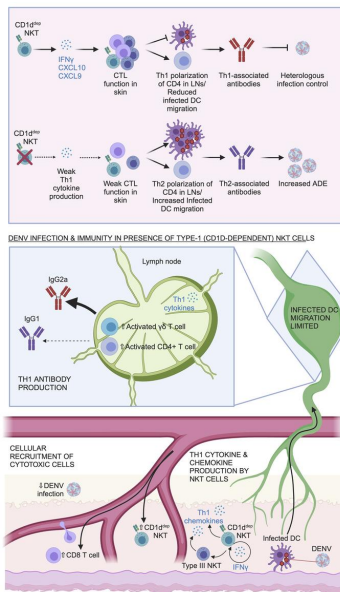 CD1d^dep
NKT
IFNγ
CXCL10
CXCL9
CTL
function in
skin
Th1 polarization
of CD4 in LNs/
Reduced
infected DC
migration
Th1-associated
antibodies
Heterologous
infection control
CD1d^dep
NKT
Weak
Th1
cytokine
production
Weak CTL
function in
skin
Th2 polarization of
CD4 in LNs/
Increased Infected
DC migration
Th2-associated
antibodies
Increased ADE
DENV INFECTION & IMMUNITY IN PRESENCE OF TYPE-1 (CD1D-DEPENDENT) NKT CELLS
Lymph node
IgG2a
Th1
cytokines
IgG1
⇧Activated γδ T cell
⇧Activated CD4+ T cell
TH1 ANTIBODY
PRODUCTION
INFECTED DC
MIGRATION
LIMITED
CELLULAR
RECRUITMENT OF
CYTOTOXIC CELLS
TH1 CYTOKINE &
CHEMOKINE
PRODUCTION BY
NKT CELLS
⇩DENV
infection
⇧CD8 T cell
⇧CD1d^dep
NKT
Th1
chemokines
CD1d^dep
NKT
Type III NKT
IFNγ
Infected DC
DENV